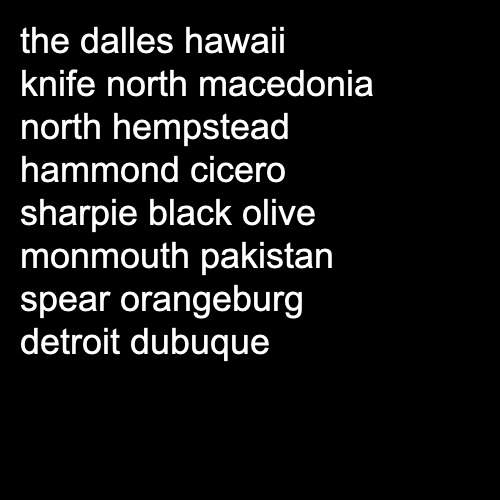 the dalles hawaii
knife north macedonia
north hempstead
hammond cicero
sharpie black olive
monmouth pakistan
spear orangeburg
detroit dubuque